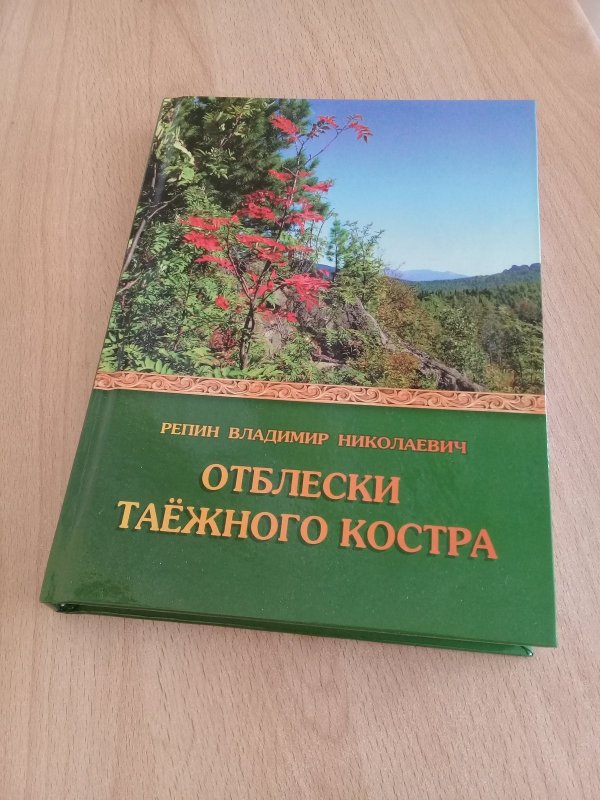 РЕПИН ВЛАДИМИР НИКОЛАЕВИЧ
ОТБЛЕСКИ
ТАЁЖНОГО КОСТРА